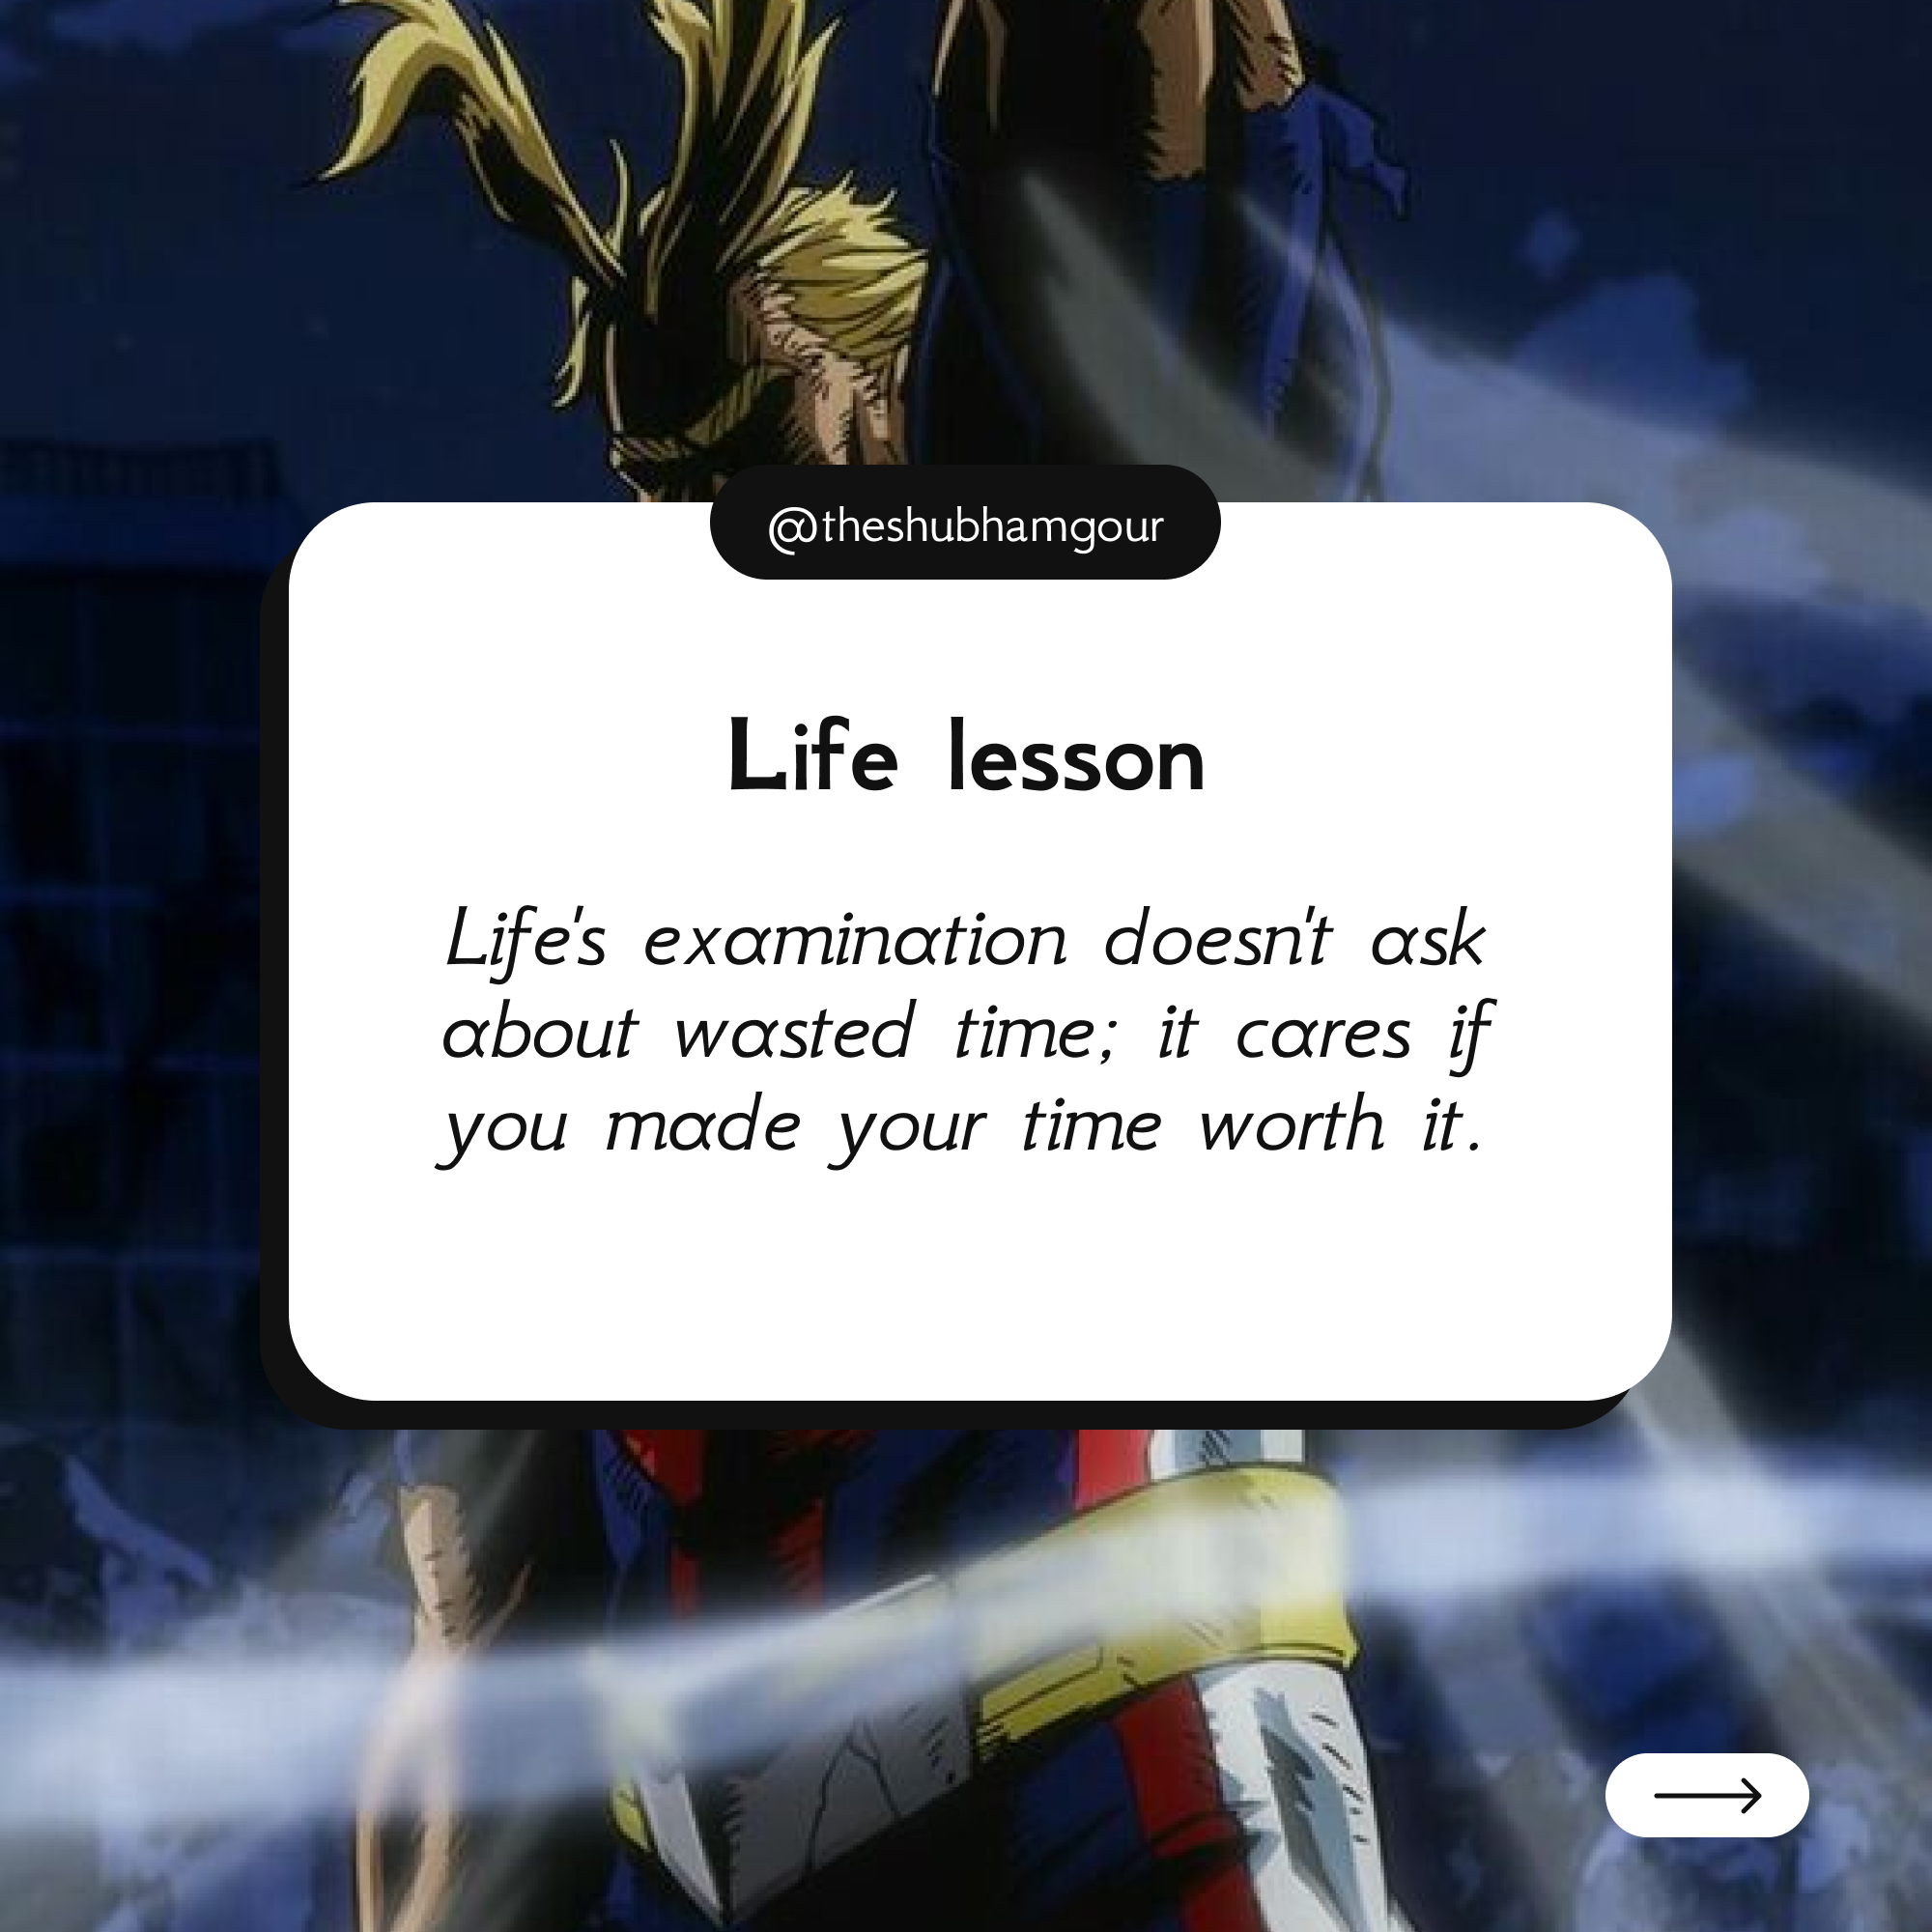 @theshubhamgour
Life lesson
Life's examination doesn't ask
about wasted time; it cares if
you made your time worth it.